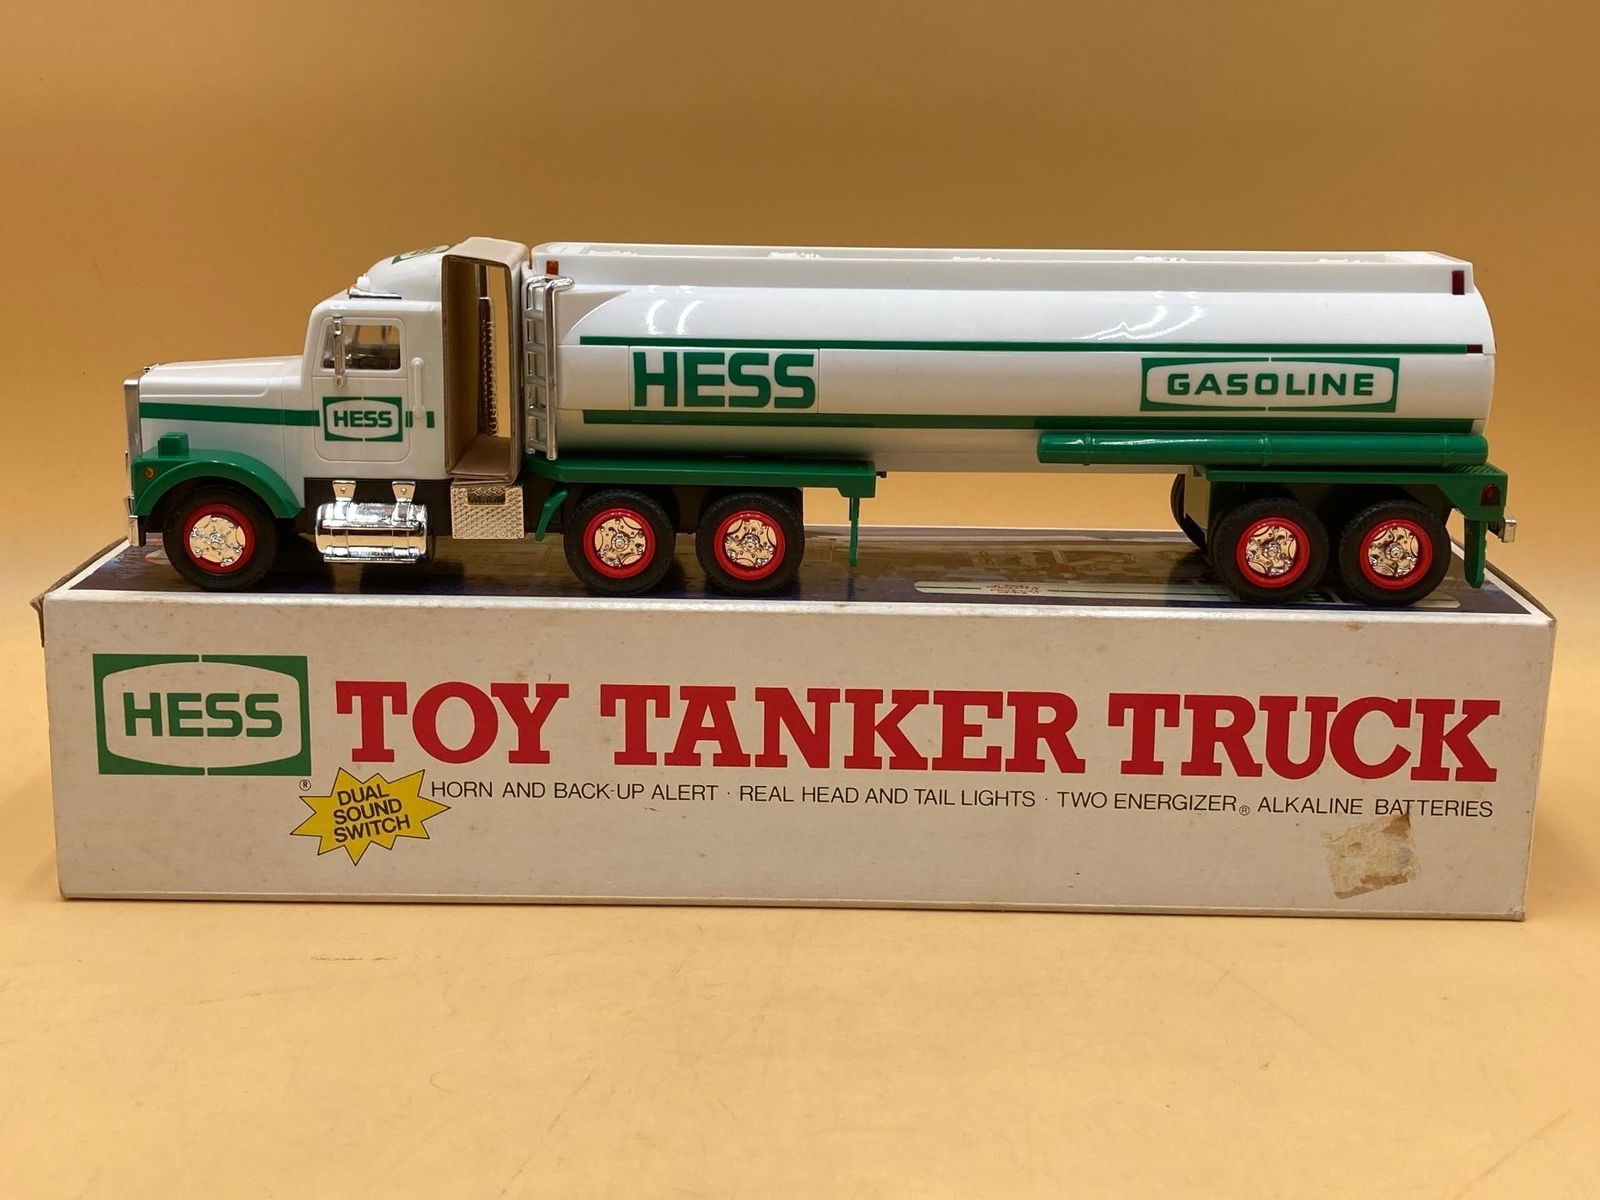 HESS
HESS
GASOLINE
HESS
®
TOY TANKER TRUCK
DUAL
SOUND
SWITCH
HORN AND BACK-UP ALERT · REAL HEAD AND TAIL LIGHTS · TWO ENERGIZER® ALKALINE BATTERIES